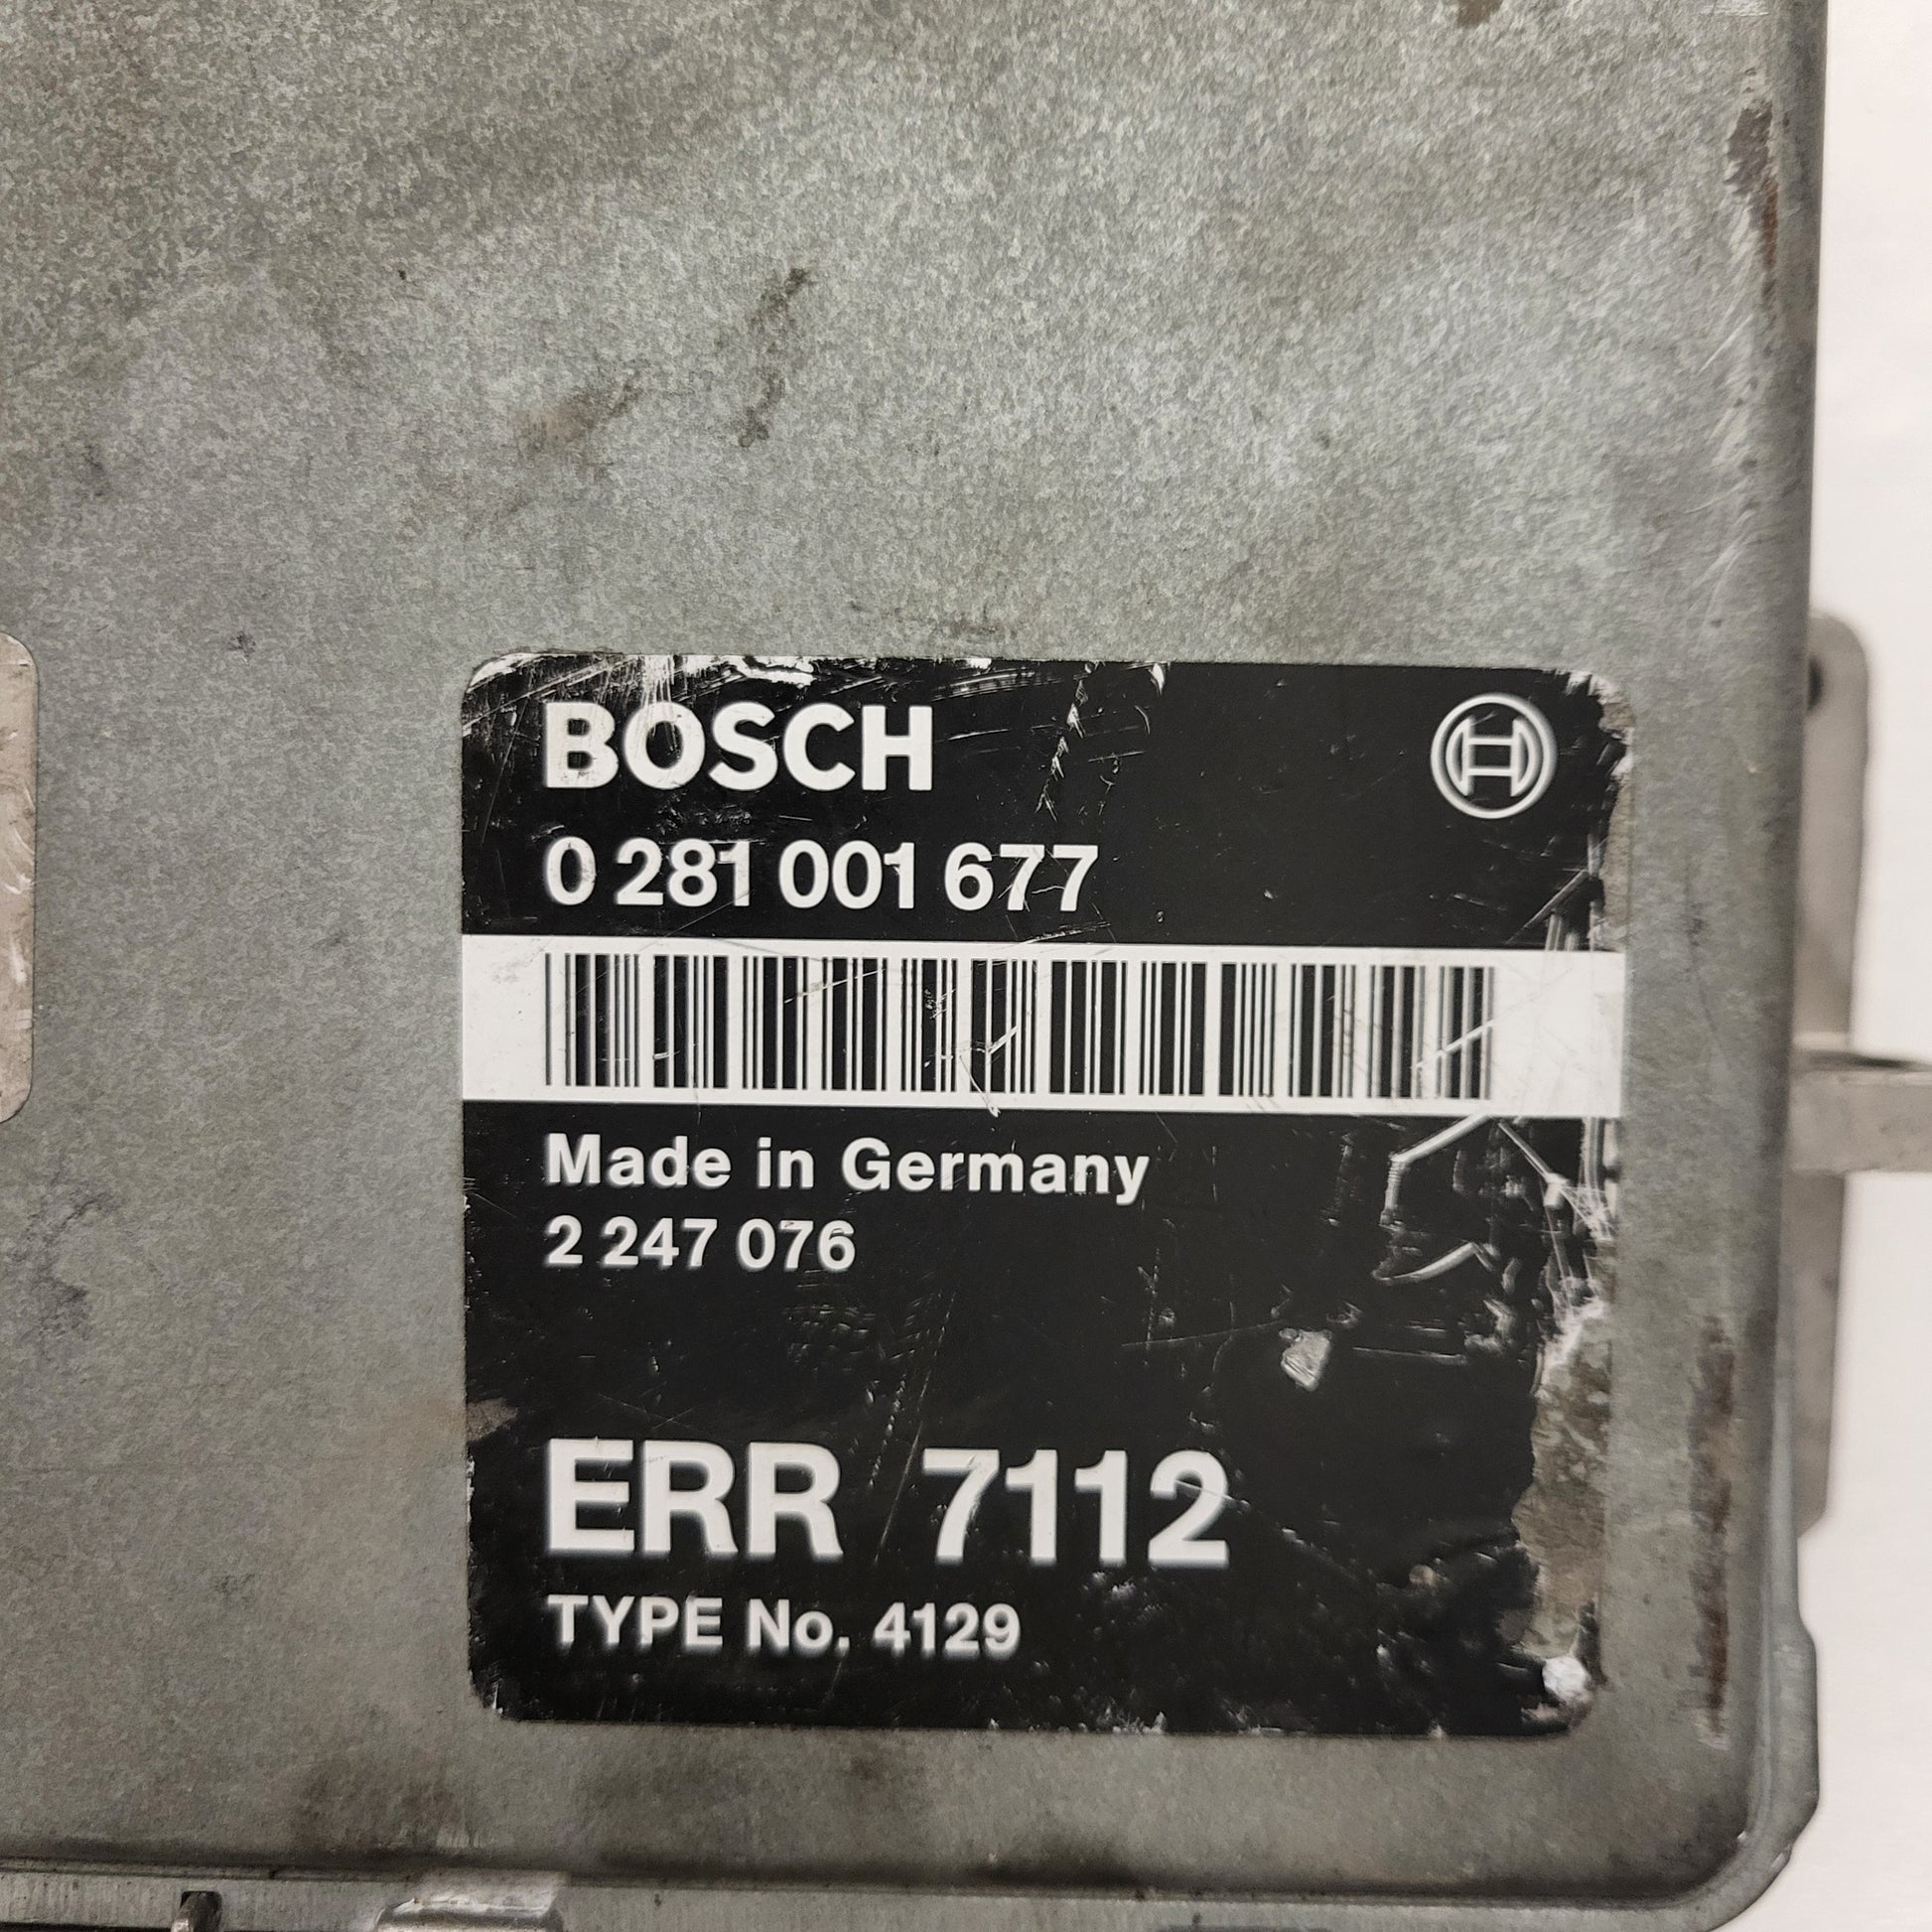 BOSCH
0 281 001 677
Made in Germany
2 247 076
ERR 7112
TYPE No. 4129